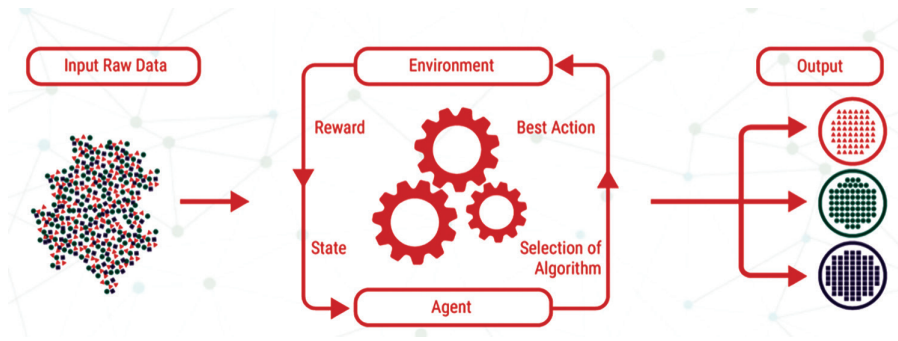 Input Raw Data
Environment
Output
Reward
Best Action
State
Selection of
Algorithm
Agent